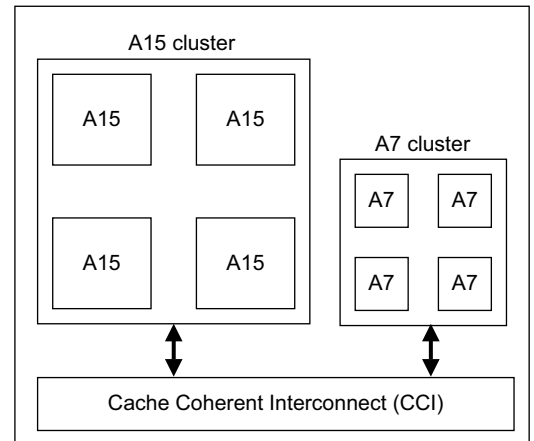 A15 cluster
A15 A15
A7 cluster
A7 A7
A15 A15
A7 A7
Cache Coherent Interconnect (CCI)